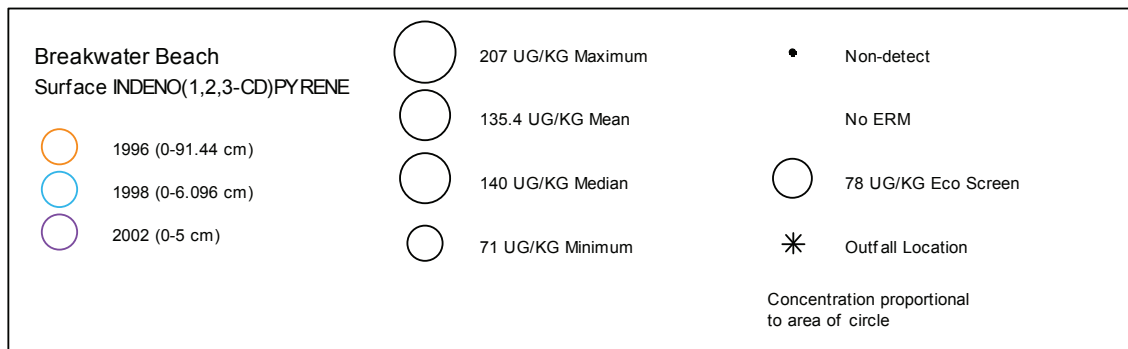 Breakwater Beach
Surface INDENO(1,2,3-CD)PYRENE
1996 (0-91.44 cm)
1998 (0-6.096 cm)
2002 (0-5 cm)
207 UG/KG Maximum
135.4 UG/KG Mean
140 UG/KG Median
71 UG/KG Minimum
Non-detect
No ERM
78 UG/KG Eco Screen
Outfall Location
Concentration proportional
to area of circle